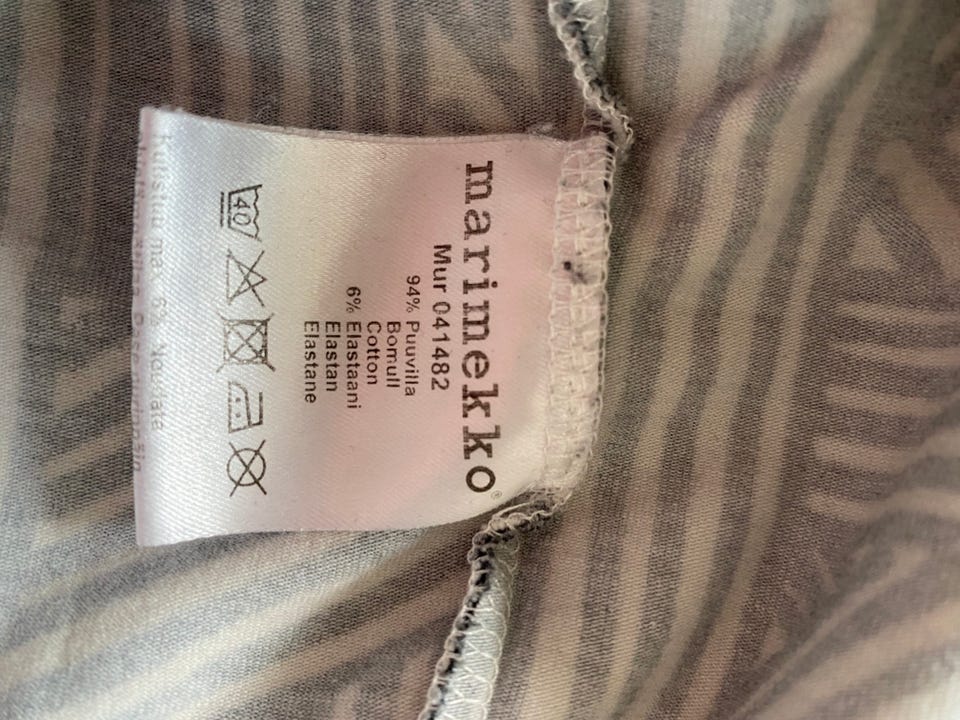 marimekko®
Mur 041482
94% Puuvilla
Bomull
Cotton
6% Elastaani
Elastan
Elastane
40